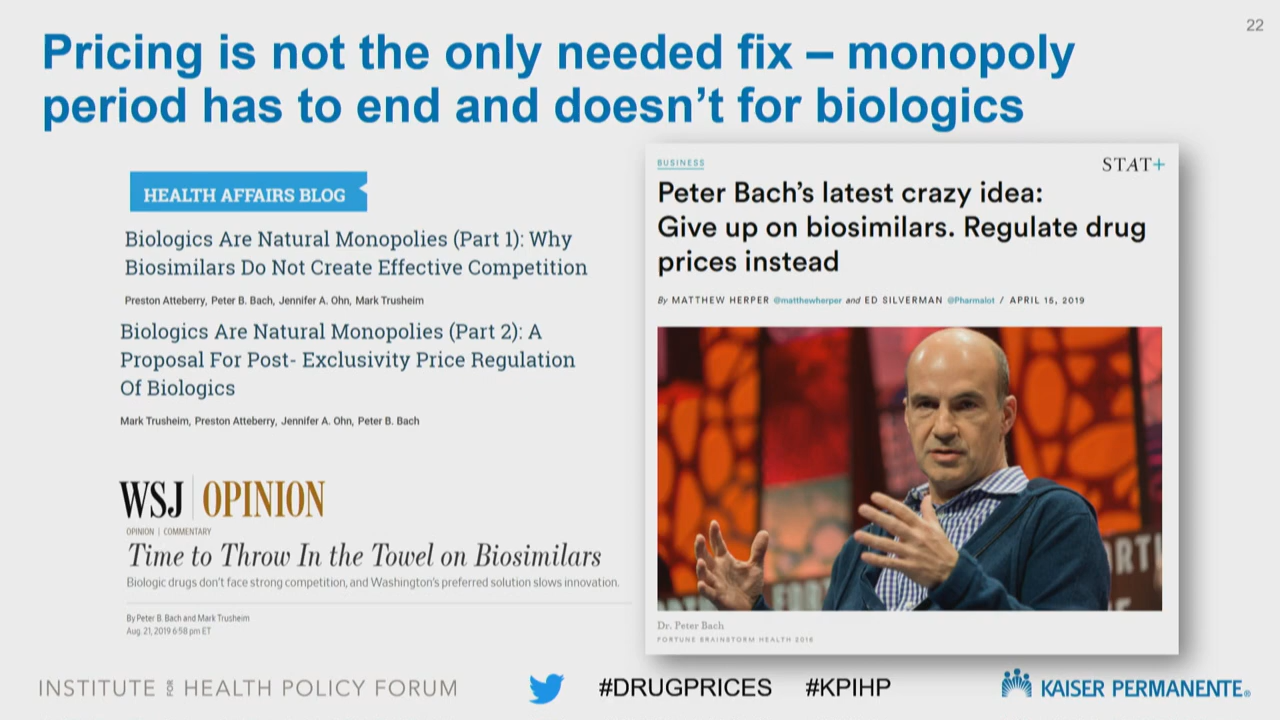 22
Pricing is not the only needed fix – monopoly
period has to end and doesn’t for biologics
HEALTH AFFAIRS BLOG
Biologics Are Natural Monopolies (Part 1): Why
Biosimilars Do Not Create Effective Competition
Preston Atteberry, Peter B. Bach, Jennifer A. Ohn, Mark Trusheim
Biologics Are Natural Monopolies (Part 2): A
Proposal For Post- Exclusivity Price Regulation
Of Biologics
Mark Trusheim, Preston Atteberry, Jennifer A. Ohn, Peter B. Bach
WSJ | OPINION
OPINION | COMMENTARY
Time to Throw In the Towel on Biosimilars
Biologic drugs don’t face strong competition, and Washington’s preferred solution slows innovation.
By Peter B. Bach and Mark Trusheim
Aug. 21, 2019 6:58 pm ET
BUSINESS
STAT+
Peter Bach’s latest crazy idea:
Give up on biosimilars. Regulate drug
prices instead
By MATTHEW HERPER @matthewherper and ED SILVERMAN @Pharmalot / APRIL 15, 2019
Dr. Peter Bach
FORTUNE BRAINSTORM HEALTH 2016
INSTITUTE FOR HEALTH POLICY FORUM
#DRUGPRICES #KPIHP
KAISER PERMANENTE®